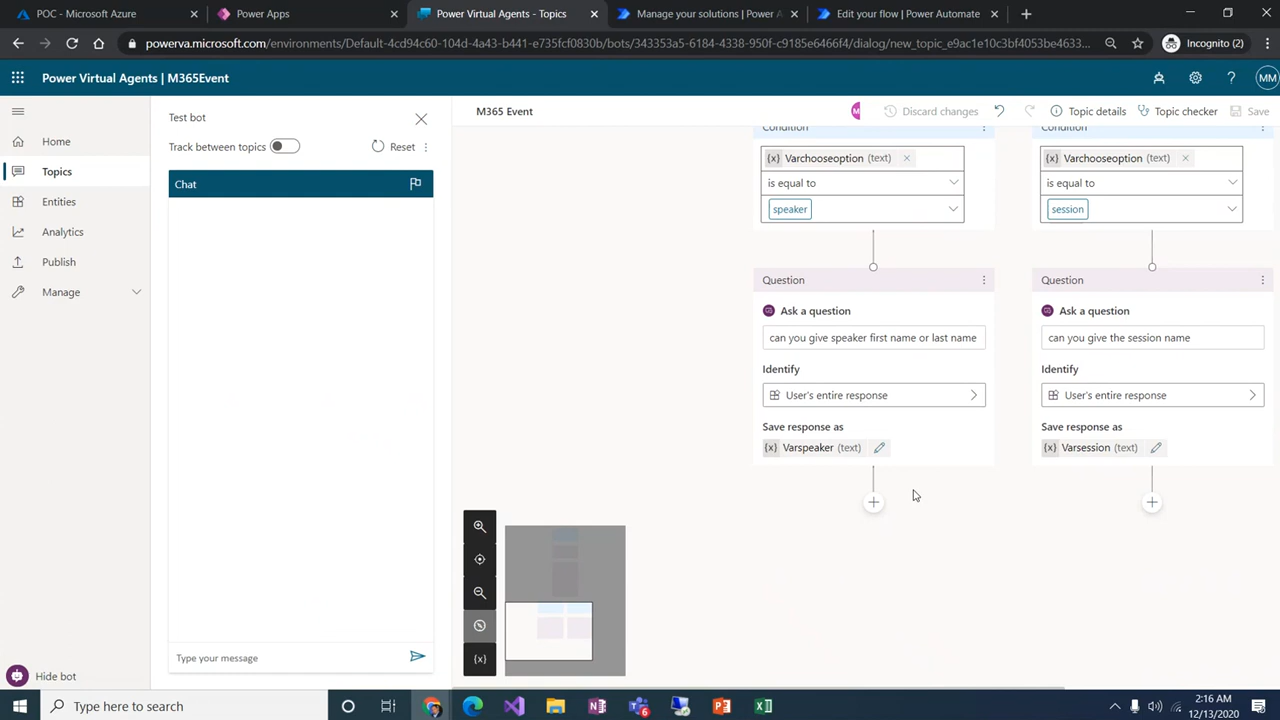 POC - Microsoft Azure
Power Apps
Power Virtual Agents - Topics
Manage your solutions | Power A
Edit your flow | Power Automate
powerva.microsoft.com/environments/Default-4cd94c60-104d-4a43-b441-e735fcf0830b/bots/343353a5-6184-4338-950f-c9185e6466f4/dialog/new_topic_e9ac1e10c3bf4053be4633...
Incognito (2)
Power Virtual Agents | M365Event
MM
Home
Topics
Entities
Analytics
Publish
Manage
Hide bot
Test bot
Track between topics
Reset
Chat
Type your message
M365 Event
Discard changes
Topic details
Topic checker
Save
Condition
{x} Varchooseoption (text)
is equal to
speaker
Question
Ask a question
can you give speaker first name or last name
Identify
User's entire response
Save response as
{x} Varspeaker (text)
Condition
{x} Varchooseoption (text)
is equal to
session
Question
Ask a question
can you give the session name
Identify
User's entire response
Save response as
{x} Varsession (text)
{x}
Type here to search
2:16 AM
12/13/2020